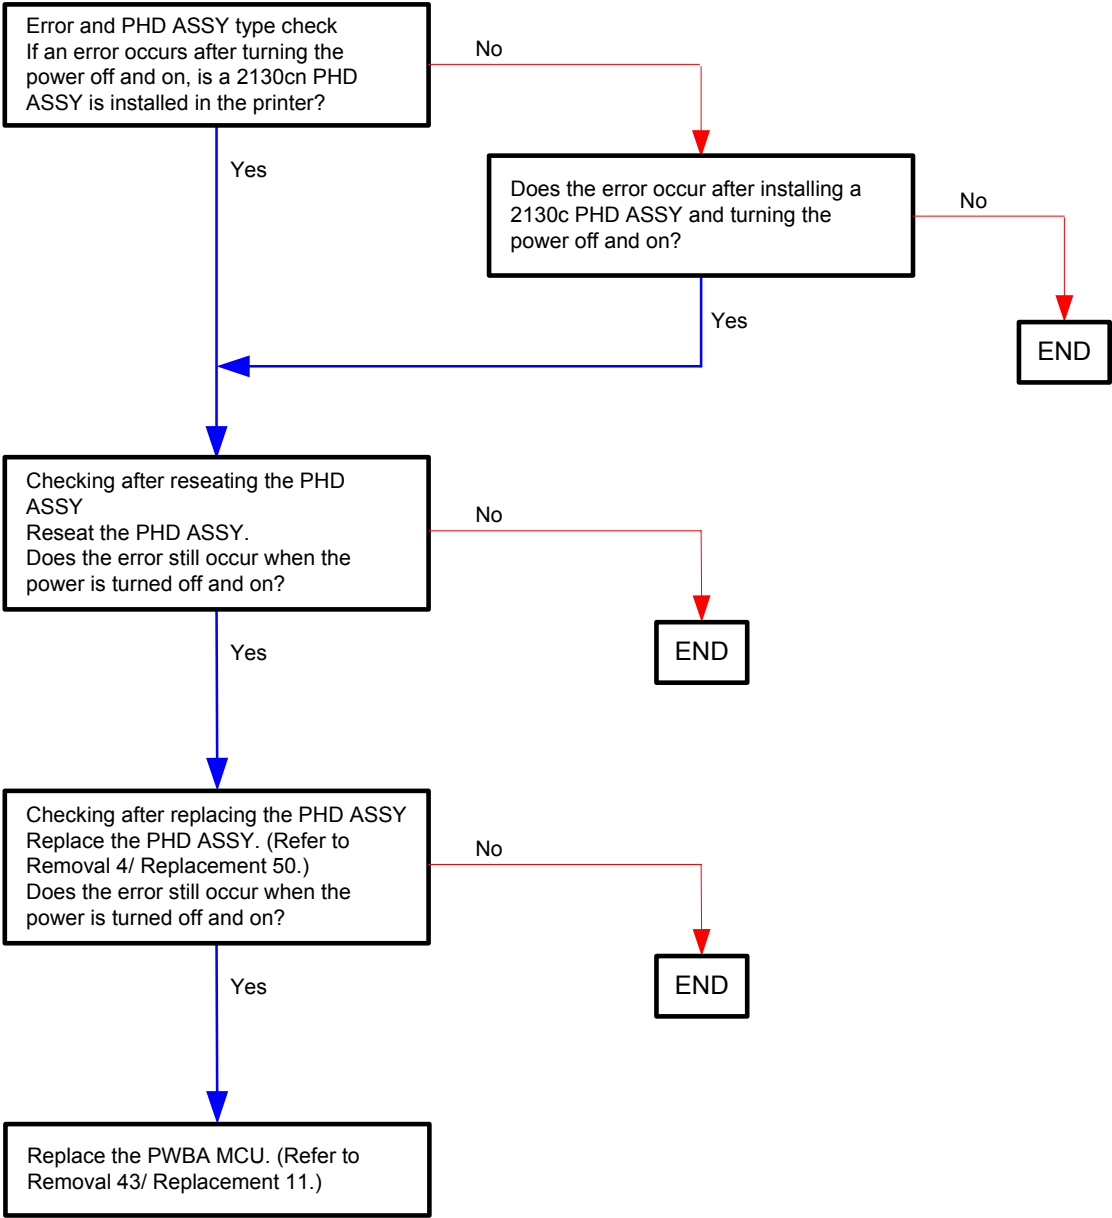 Error and PHD ASSY type check
If an error occurs after turning the
power off and on, is a 2130cn PHD
ASSY is installed in the printer?
No
Yes
Does the error occur after installing a
2130c PHD ASSY and turning the
power off and on?
No
Yes
END
Checking after reseating the PHD
ASSY
Reseat the PHD ASSY.
Does the error still occur when the
power is turned off and on?
No
END
Yes
Checking after replacing the PHD ASSY
Replace the PHD ASSY. (Refer to
Removal 4/ Replacement 50.)
Does the error still occur when the
power is turned off and on?
No
END
Yes
Replace the PWBA MCU. (Refer to
Removal 43/ Replacement 11.)